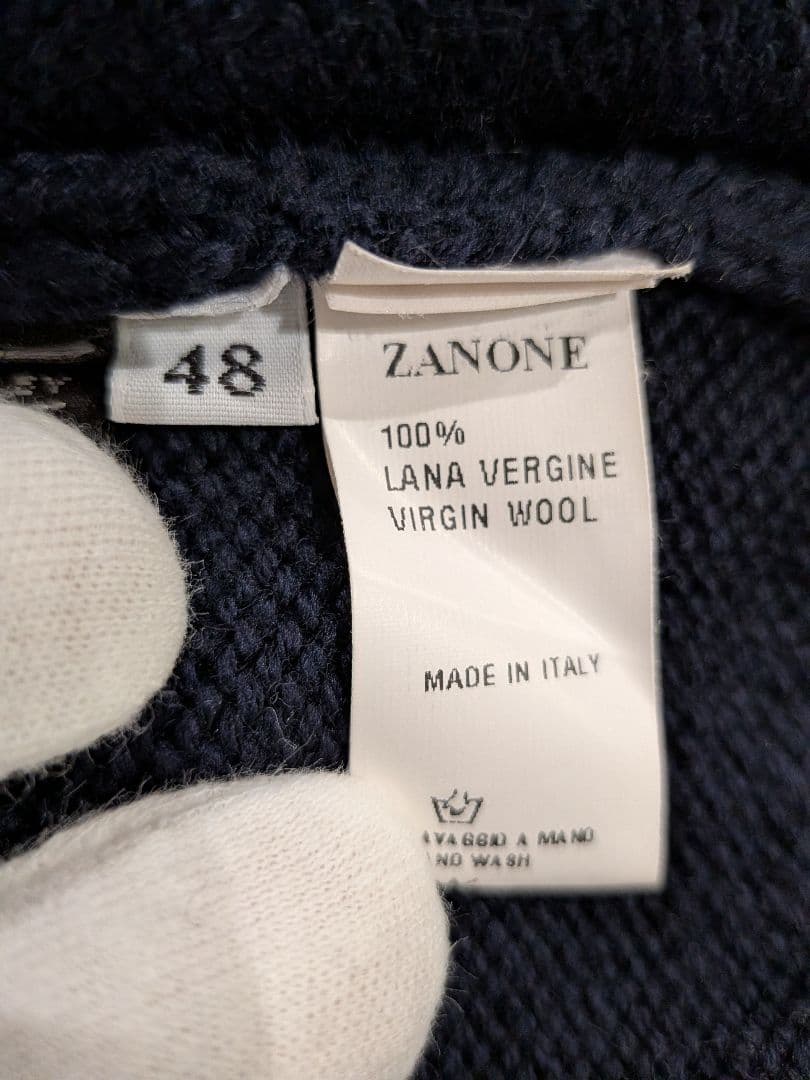 48
ZANONE
100%
LANA VERGINE
VIRGIN WOOL
MADE IN ITALY
A MANO
WASH